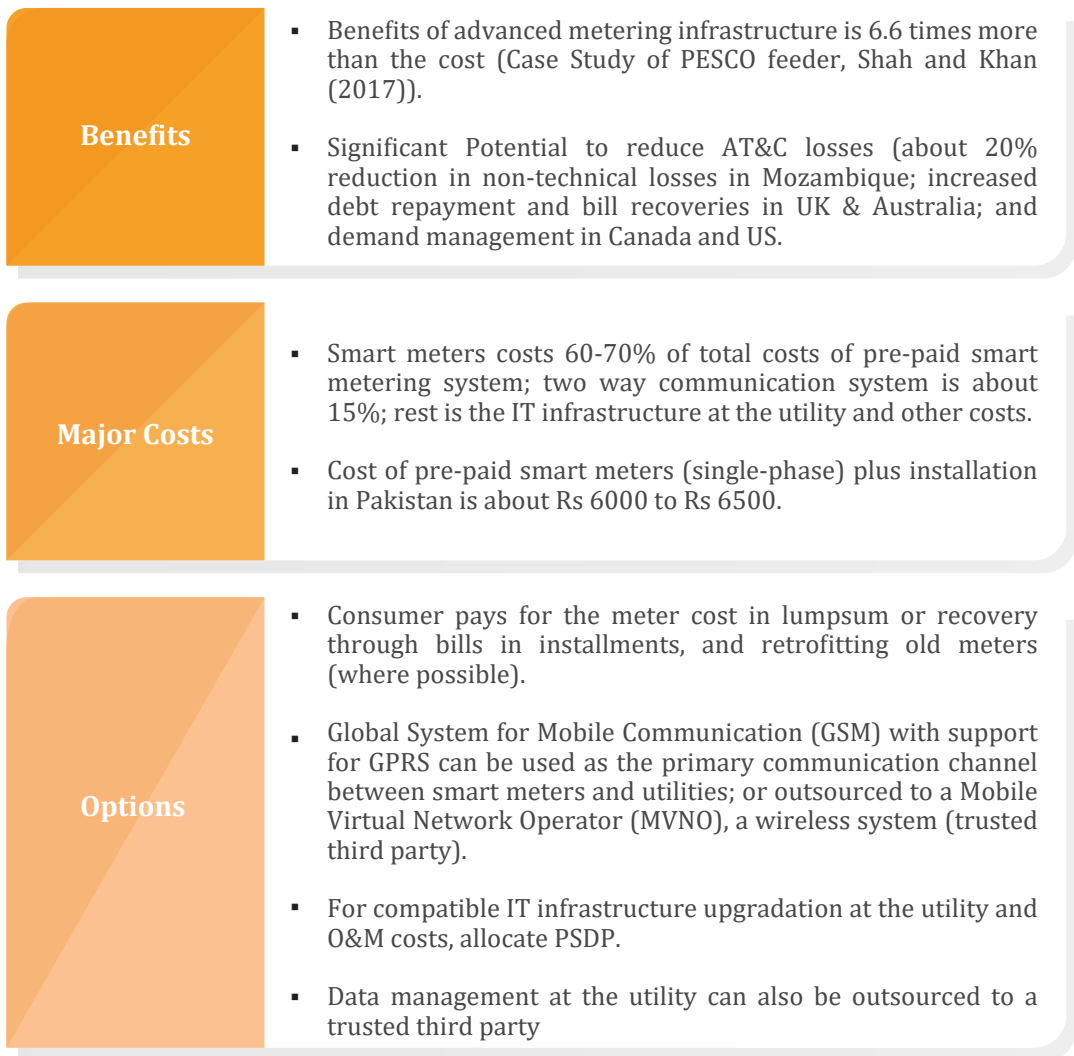 Benefits
▪ Benefits of advanced metering infrastructure is 6.6 times more
than the cost (Case Study of PESCO feeder, Shah and Khan
(2017)).
▪ Significant Potential to reduce AT&C losses (about 20%
reduction in non-technical losses in Mozambique; increased
debt repayment and bill recoveries in UK & Australia; and
demand management in Canada and US.
Major Costs
▪ Smart meters costs 60-70% of total costs of pre-paid smart
metering system; two way communication system is about
15%; rest is the IT infrastructure at the utility and other costs.
▪ Cost of pre-paid smart meters (single-phase) plus installation
in Pakistan is about Rs 6000 to Rs 6500.
Options
▪ Consumer pays for the meter cost in lumpsum or recovery
through bills in installments, and retrofitting old meters
(where possible).
▪ Global System for Mobile Communication (GSM) with support
for GPRS can be used as the primary communication channel
between smart meters and utilities; or outsourced to a Mobile
Virtual Network Operator (MVNO), a wireless system (trusted
third party).
▪ For compatible IT infrastructure upgradation at the utility and
O&M costs, allocate PSDP.
▪ Data management at the utility can also be outsourced to a
trusted third party